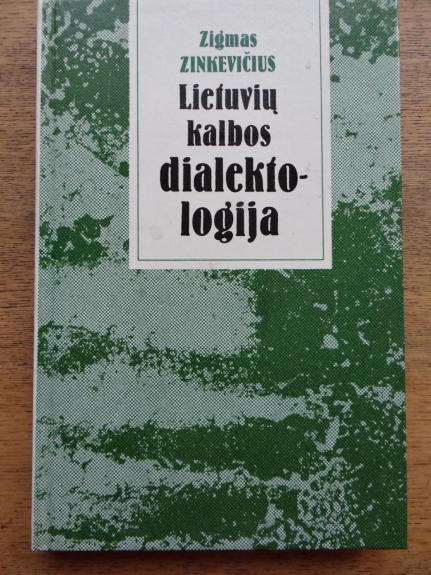 Zigmas
ZINKEVIČIUS
Lietuvių
kalbos
dialekto-
logija